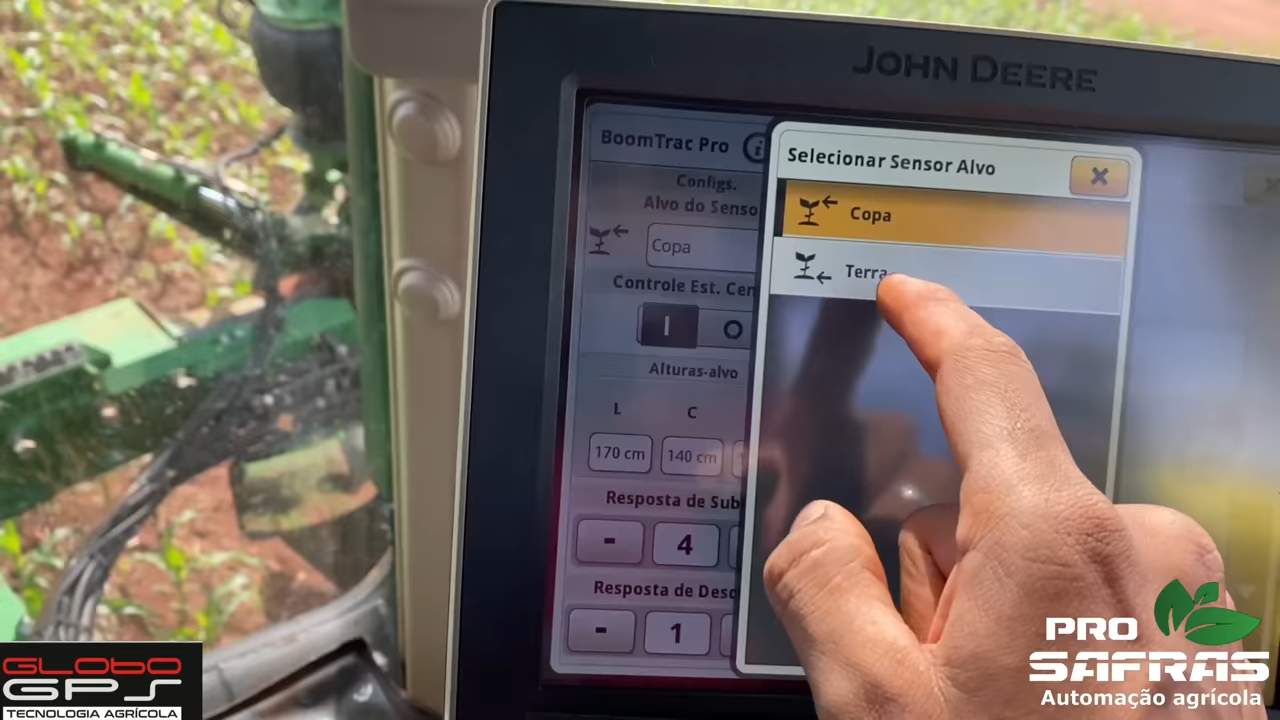 JOHN DEERE
BoomTrac Pro
Configs.
Alvo do Senso
Copa
Controle Est. Cen
I O
Alturas-alvo
L C
170 cm 140 cm
Resposta de Sub
- 4
Resposta de Desc
- 1
Selecionar Sensor Alvo
Copa
Terra
GLOBO
GPS
TECNOLOGIA AGRÍCOLA
PRO
SAFRAS
Automação agrícola